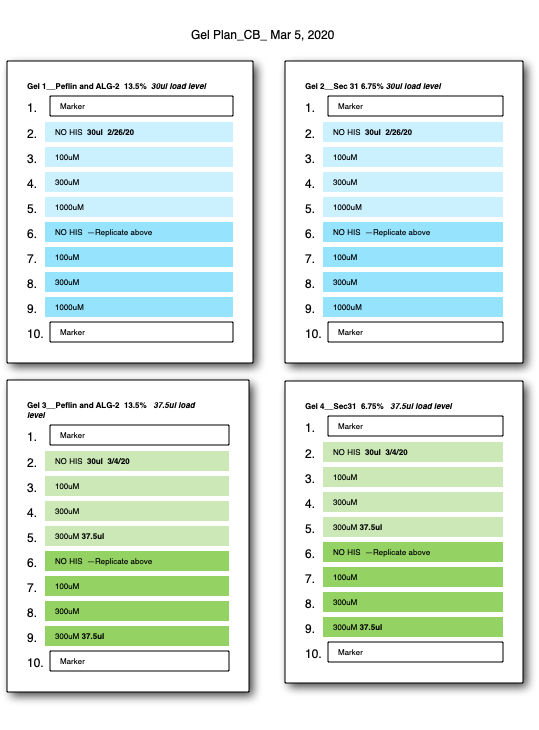 Gel Plan_CB_ Mar 5, 2020
Gel 1__Peflin and ALG-2 13.5% 30ul load level
1. Marker
2. NO HIS 30ul 2/26/20
3. 100uM
4. 300uM
5. 1000uM
6. NO HIS —Replicate above
7. 100uM
8. 300uM
9. 1000uM
10. Marker
Gel 2__Sec 31 6.75% 30ul load level
1. Marker
2. NO HIS 30ul 2/26/20
3. 100uM
4. 300uM
5. 1000uM
6. NO HIS —Replicate above
7. 100uM
8. 300uM
9. 1000uM
10. Marker
Gel 3__Peflin and ALG-2 13.5% 37.5ul load
level
1. Marker
2. NO HIS 30ul 3/4/20
3. 100uM
4. 300uM
5. 300uM 37.5ul
6. NO HIS —Replicate above
7. 100uM
8. 300uM
9. 300uM 37.5ul
10. Marker
Gel 4__Sec31 6.75% 37.5ul load level
1. Marker
2. NO HIS 30ul 3/4/20
3. 100uM
4. 300uM
5. 300uM 37.5ul
6. NO HIS —Replicate above
7. 100uM
8. 300uM
9. 300uM 37.5ul
10. Marker